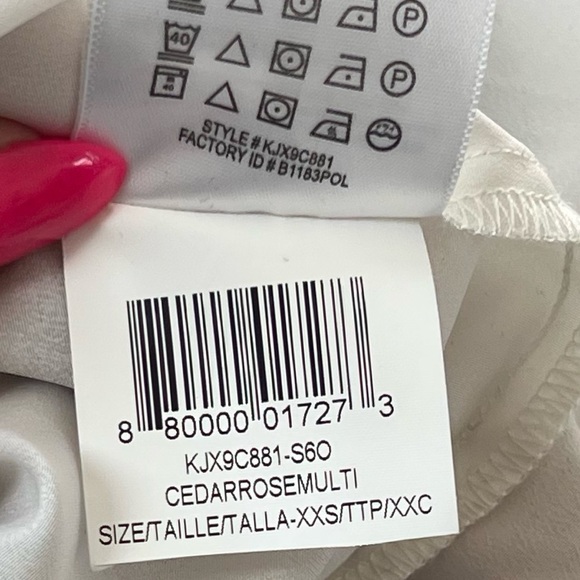 P
40
P
40
STYLE # KJX9C881
FACTORY ID # B1183POL
8 80000 01727 3
KJX9C881-S6O
CEDARROSEMULTI
SIZE/TAILLE/TALLA-XXS/TTP/XXC